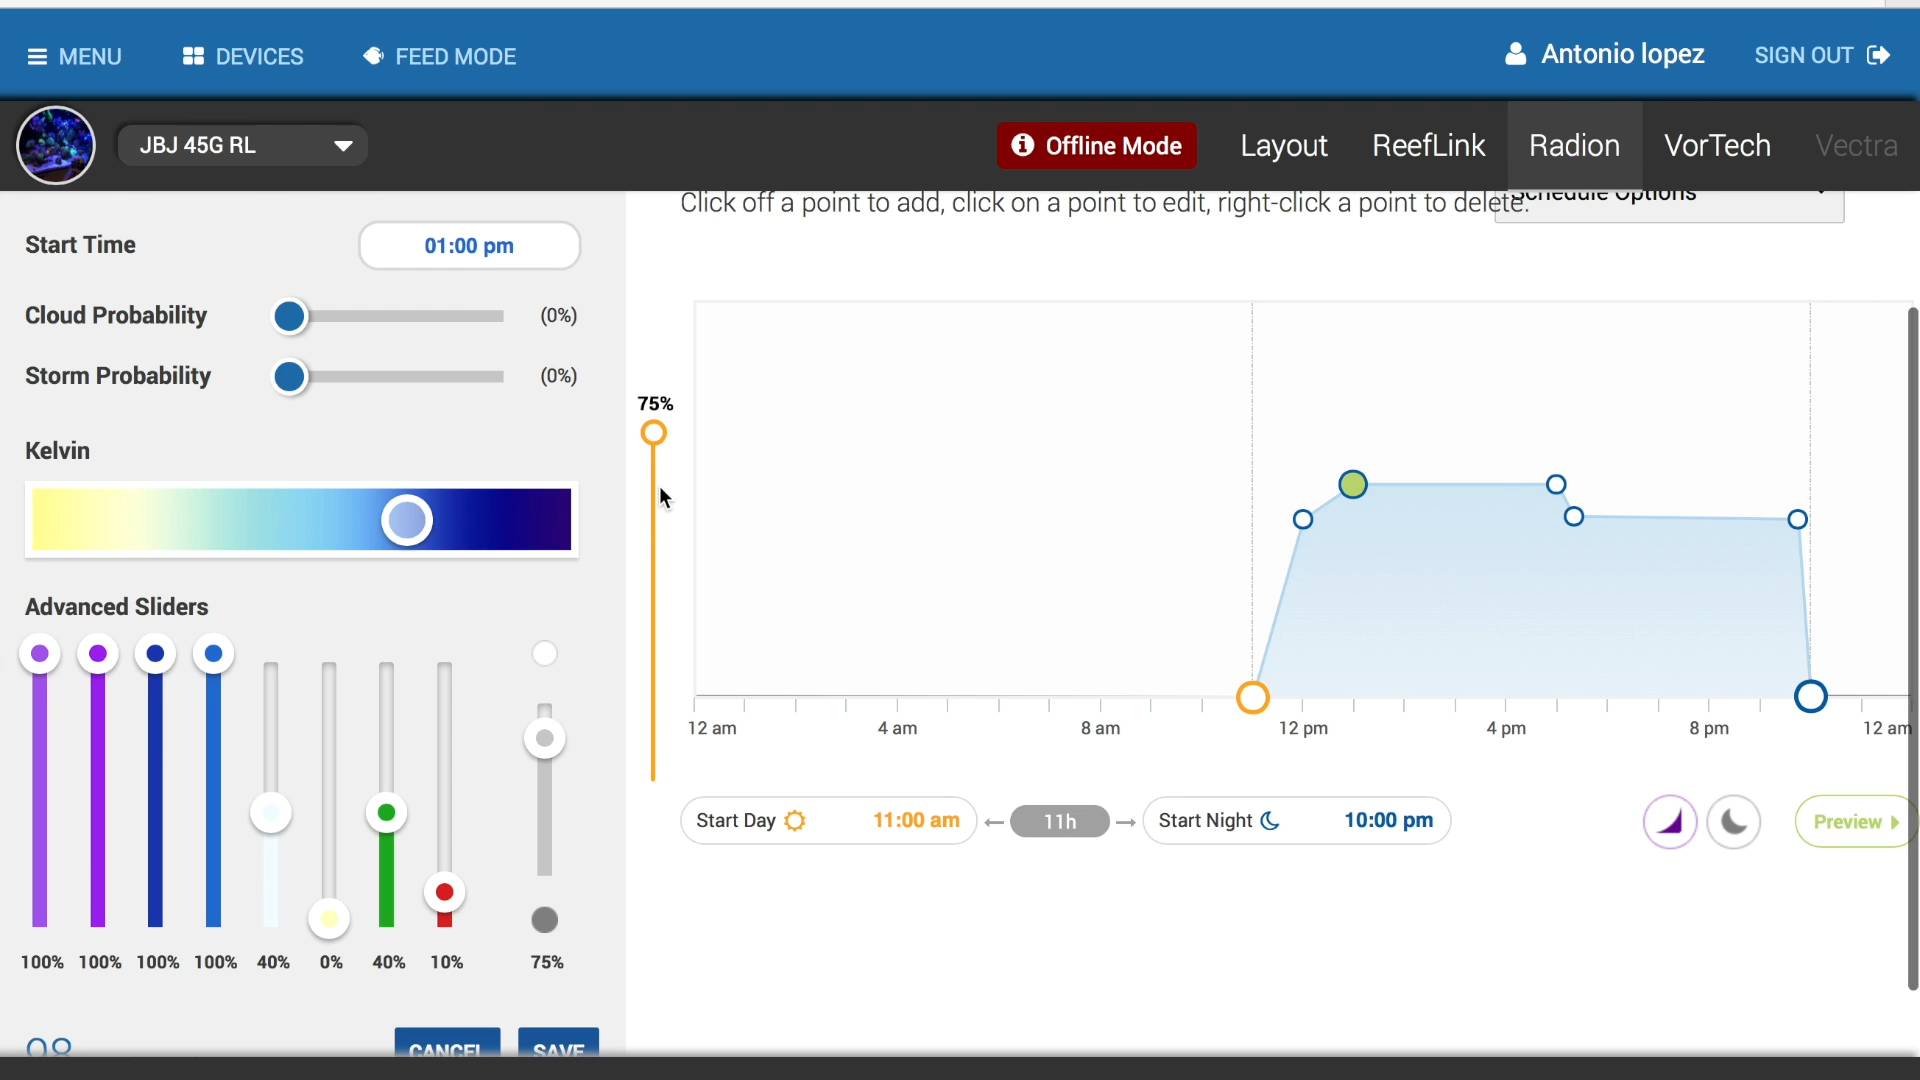 MENU DEVICES FEED MODE Antonio lopez SIGN OUT
JBJ 45G RL Offline Mode Layout ReefLink Radion VorTech Vectra
Click off a point to add, click on a point to edit, right-click a point to delete.
Schedule Options
Start Time 01:00 pm
Cloud Probability (0%)
Storm Probability (0%)
Kelvin
Advanced Sliders
100% 100% 100% 100% 40% 0% 40% 10% 75%
CANCEL SAVE
75%
12 am 4 am 8 am 12 pm 4 pm 8 pm 12 am
Start Day 11:00 am 11h Start Night 10:00 pm Preview